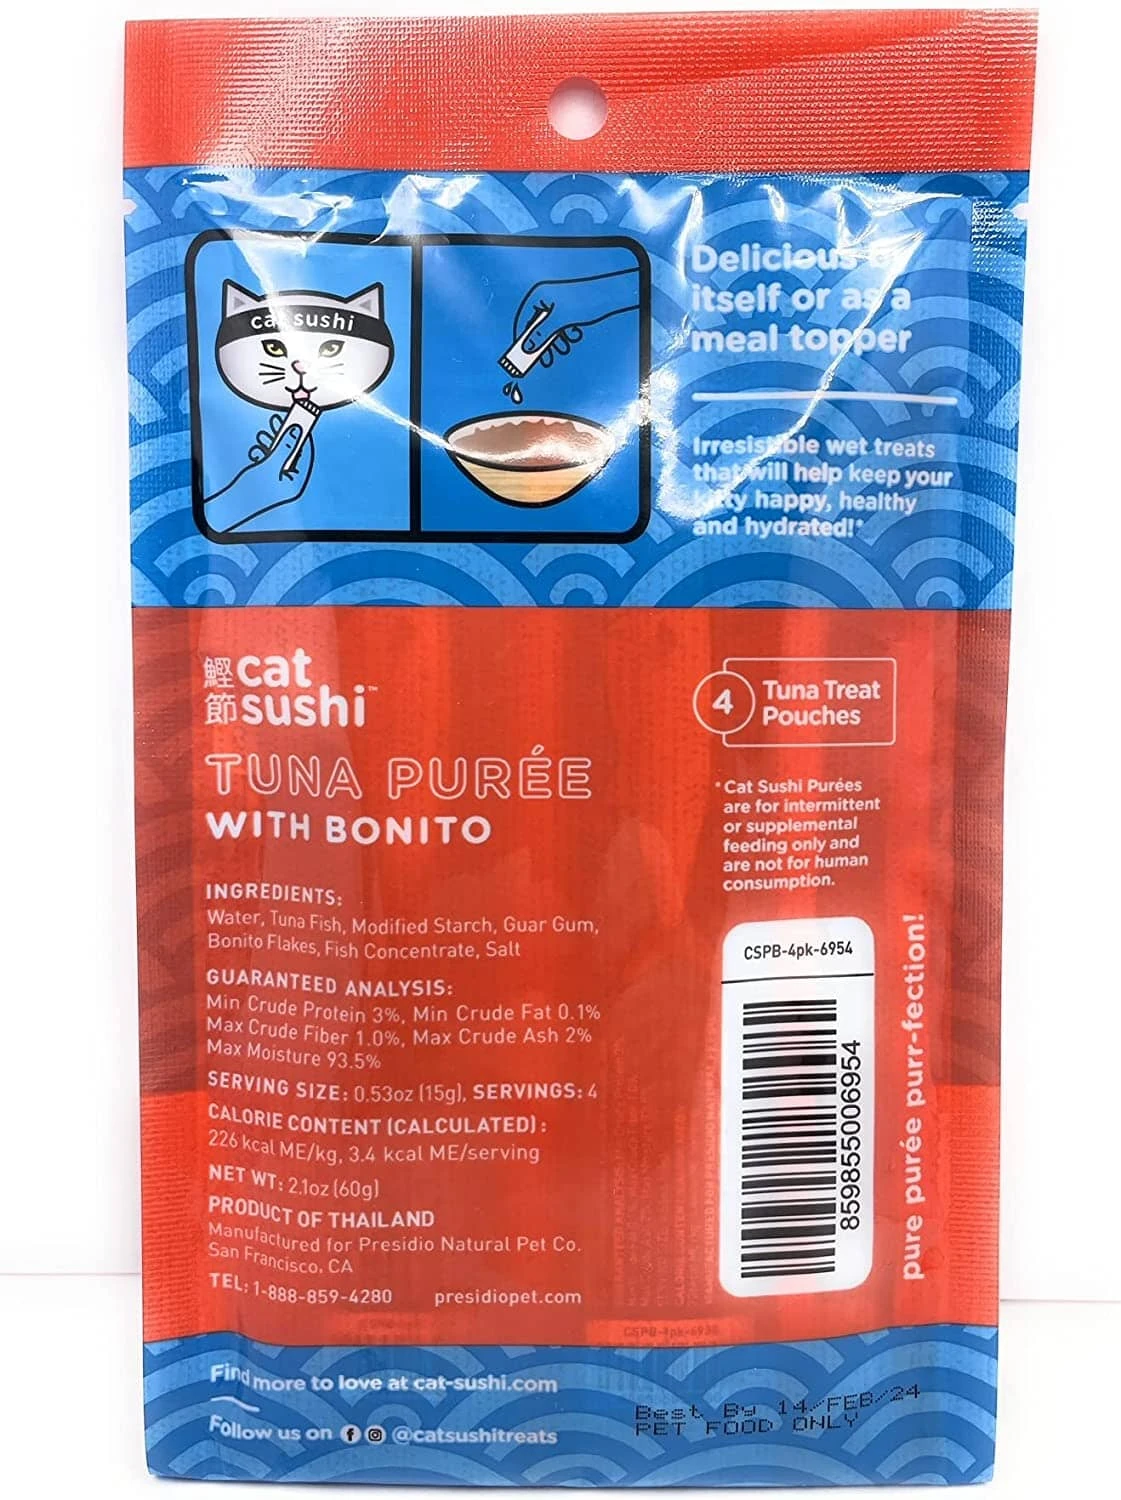 cat sushi
Delicious
itself or as a
meal topper
Irresistible wet treats
that will help keep your
kitty happy, healthy
and hydrated!*
鰹節
cat
sushi™
TUNA PURÉE
WITH BONITO
4
Tuna Treat
Pouches
*Cat Sushi Purées
are for intermittent
or supplemental
feeding only and
are not for human
consumption.
INGREDIENTS:
Water, Tuna Fish, Modified Starch, Guar Gum,
Bonito Flakes, Fish Concentrate, Salt
GUARANTEED ANALYSIS:
Min Crude Protein 3%, Min Crude Fat 0.1%
Max Crude Fiber 1.0%, Max Crude Ash 2%
Max Moisture 93.5%
SERVING SIZE: 0.53oz (15g), SERVINGS: 4
CALORIE CONTENT (CALCULATED):
226 kcal ME/kg, 3.4 kcal ME/serving
NET WT: 2.1oz (60g)
PRODUCT OF THAILAND
Manufactured for Presidio Natural Pet Co.
San Francisco, CA
TEL: 1-888-859-4280 presidiopet.com
CSPB-4pk-6954
859855006954
pure purée purr-fection!
Find more to love at cat-sushi.com
Follow us on @catsushitreats
Best By 14/FEB/24
PET FOOD ONLY